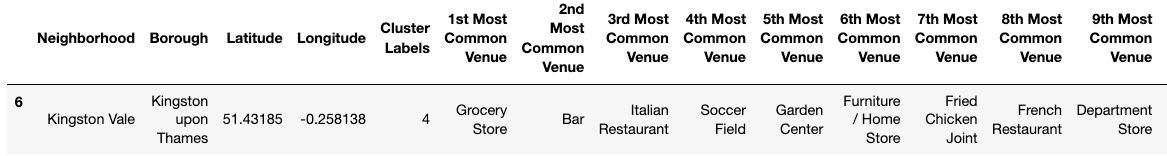 Neighborhood Borough Latitude Longitude Cluster Labels 1st Most Common Venue 2nd Most Common Venue 3rd Most Common Venue 4th Most Common Venue 5th Most Common Venue 6th Most Common Venue 7th Most Common Venue 8th Most Common Venue 9th Most Common Venue
6 Kingston Vale Kingston upon Thames 51.43185 -0.258138 4 Grocery Store Bar Italian Restaurant Soccer Field Garden Center Furniture / Home Store Fried Chicken Joint French Restaurant Department Store